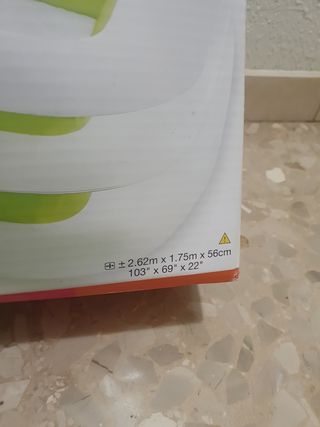 ± 2.62m x 1.75m x 56cm
103" x 69" x 22"